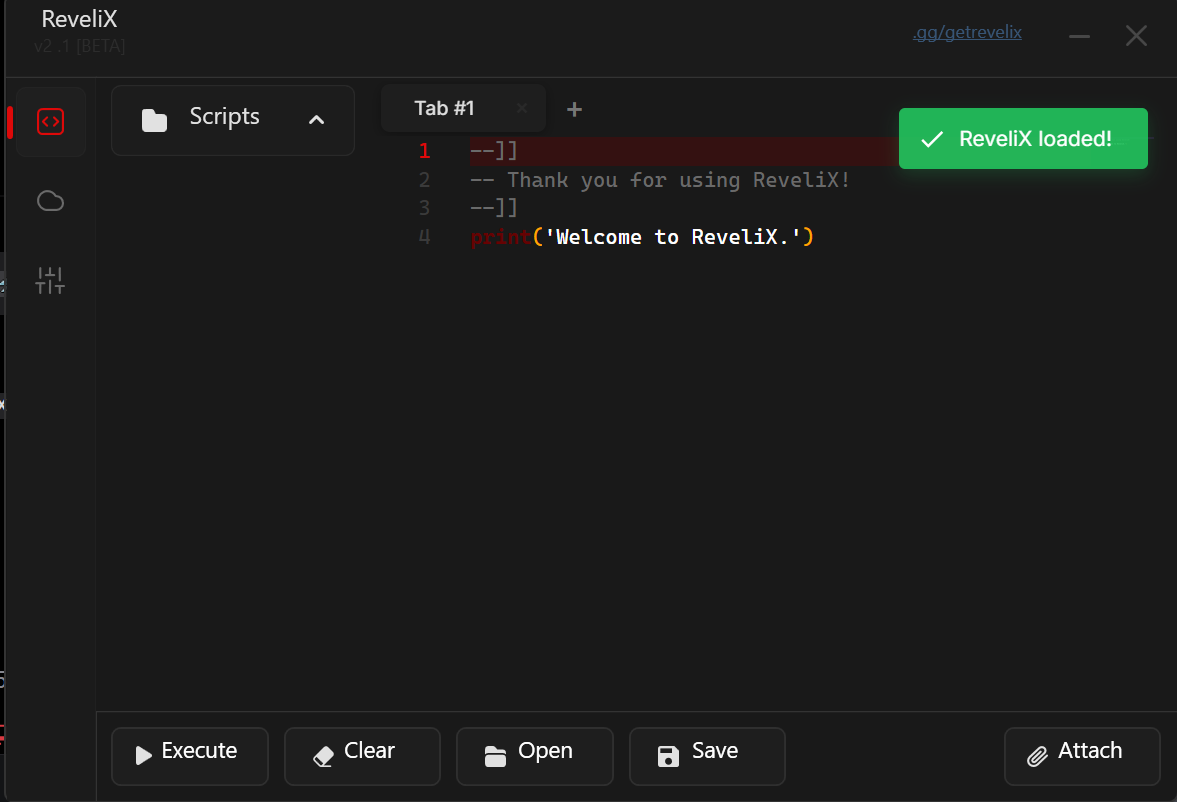 ReveliX
v2 .1 [BETA]
.gg/getrevelix
Scripts
Tab #1
ReveliX loaded!
1 --]]
2 -- Thank you for using ReveliX!
3 --]]
4 print('Welcome to ReveliX.')
Execute
Clear
Open
Save
Attach